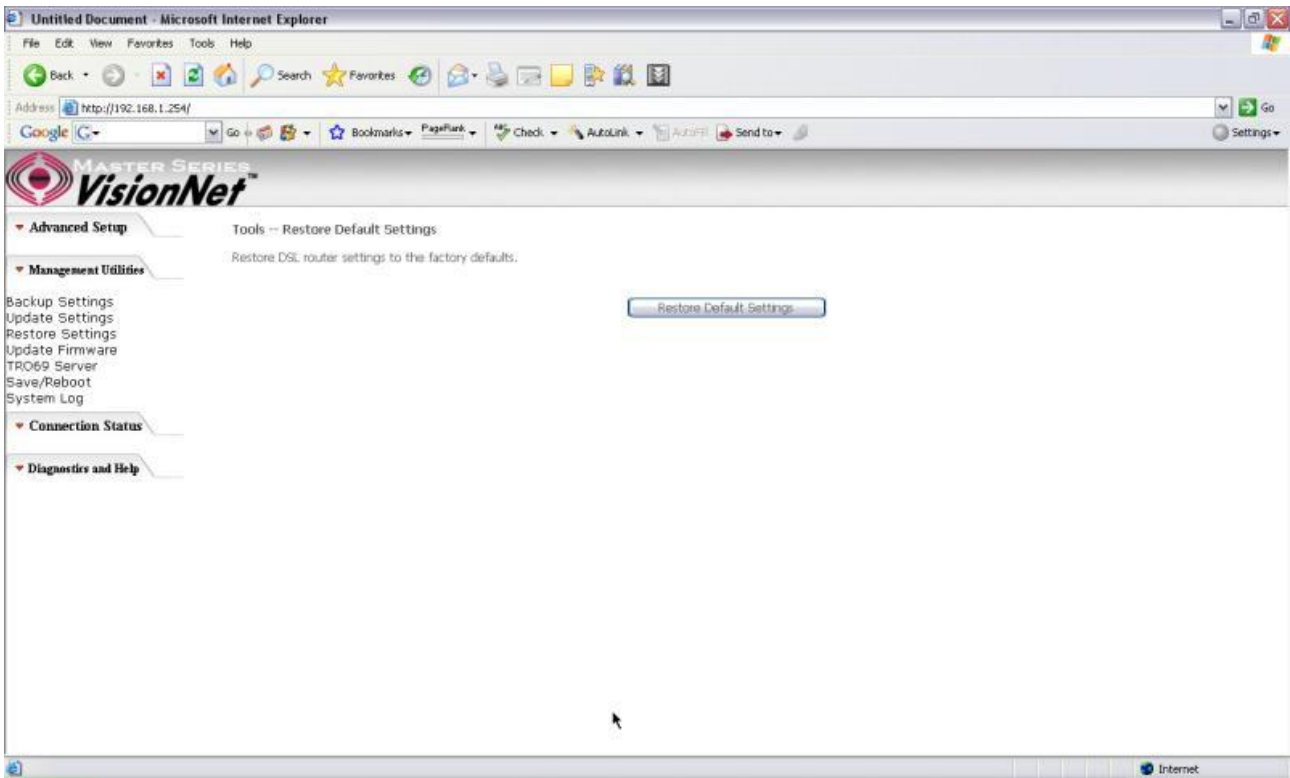 Untitled Document - Microsoft Internet Explorer
File Edit View Favorites Tools Help
Back Search Favorites
Address http://192.168.1.254/ Go
Google G Go Bookmarks PageRank Check AutoLink AutoFill Send to Settings
MASTER SERIES
VisionNet™
Advanced Setup
Tools -- Restore Default Settings
Restore DSL router settings to the factory defaults.
Management Utilities
Restore Default Settings
Backup Settings
Update Settings
Restore Settings
Update Firmware
TRO69 Server
Save/Reboot
System Log
Connection Status
Diagnostics and Help
Internet